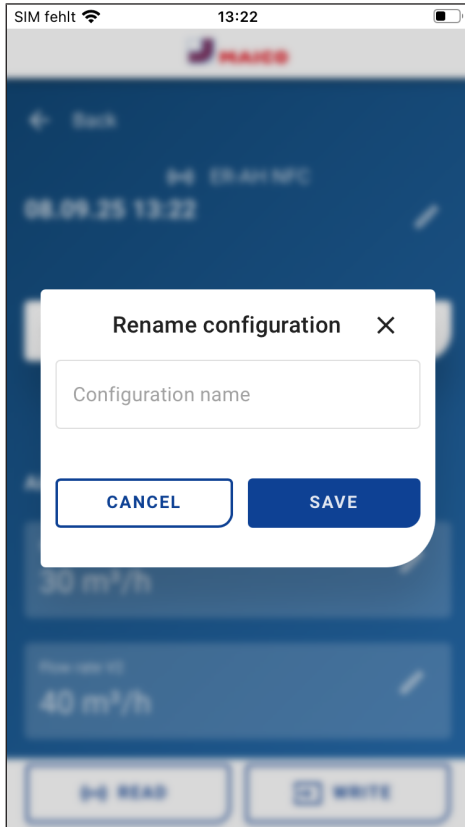 SIM fehlt 13:22
MAICO
Back
ER-AH NFC
08.09.25 13:22
Rename configuration
Configuration name
CANCEL SAVE
30 m³/h
Flow rate V2
40 m³/h
READ WRITE